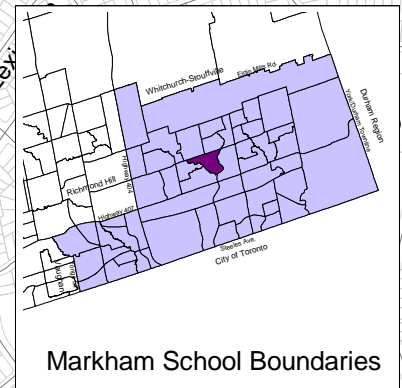 Whitchurch-Stouffville
Elgin Mills Rd.
Durham Region
York/Durham Townline
Highway 404
Richmond Hill
Highway 407
Steeles Ave.
City of Toronto
Vaughan
Markham School Boundaries